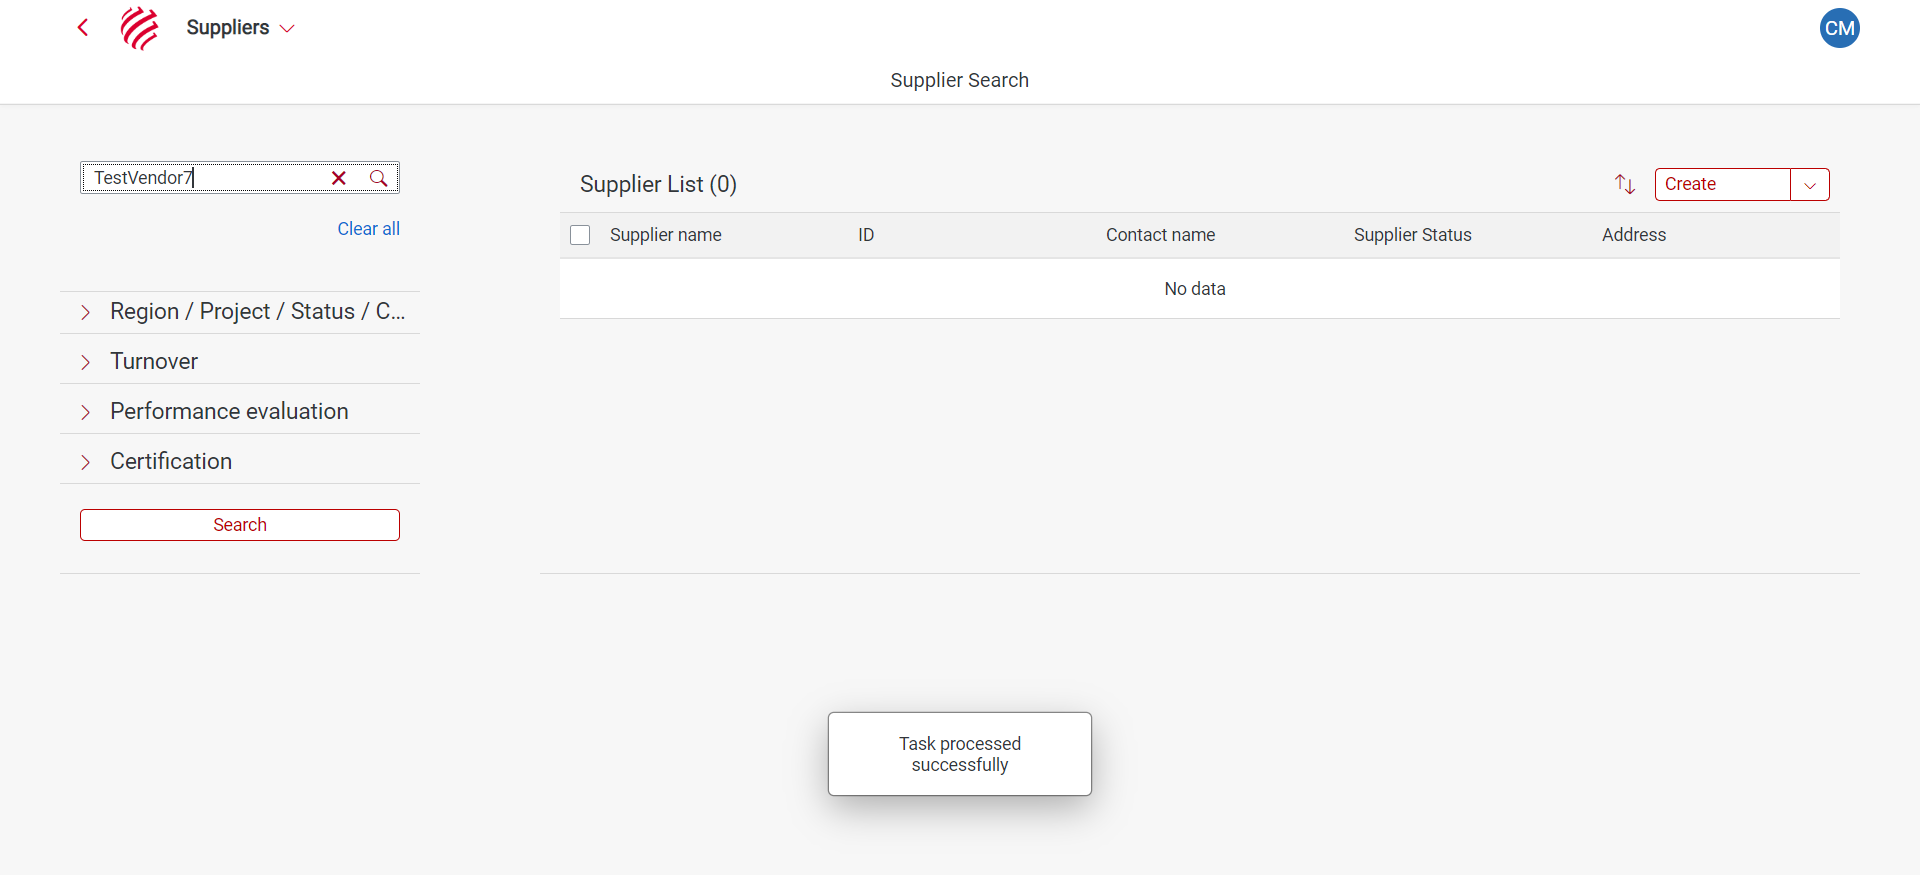 Suppliers
CM
Supplier Search
TestVendor7
Clear all
Region / Project / Status / C...
Turnover
Performance evaluation
Certification
Search
Supplier List (0)
Create
Supplier name ID Contact name Supplier Status Address
No data
Task processed
successfully